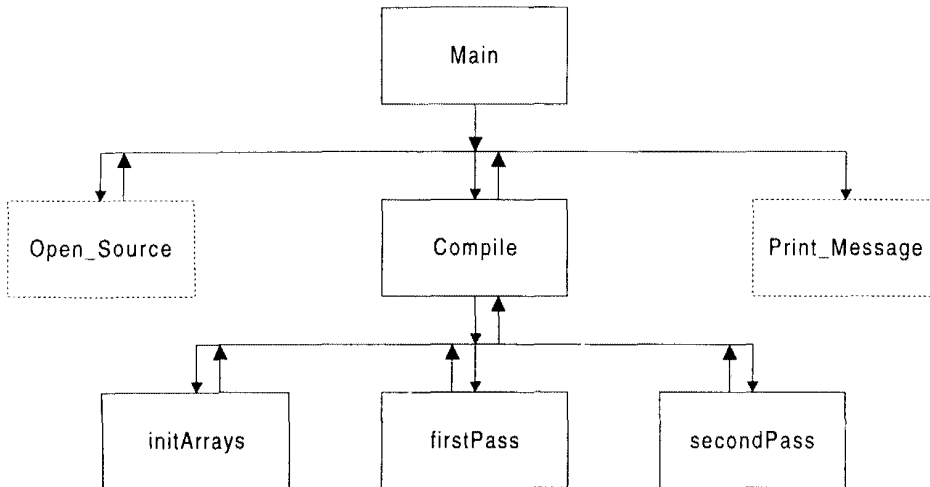 Main
Open_Source
Compile
Print_Message
initArrays
firstPass
secondPass